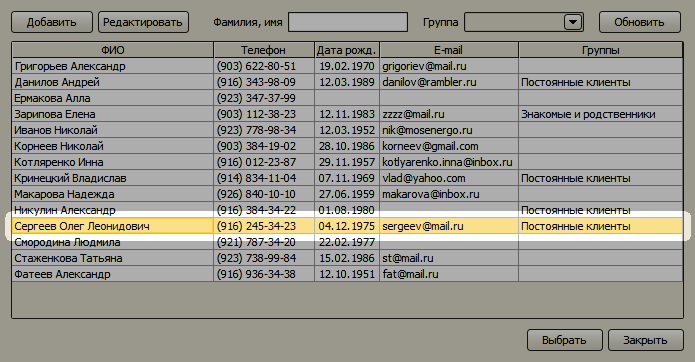 Добавить Редактировать Фамилия, имя Группа Обновить
ФИО Телефон Дата рожд. E-mail Группы
Григорьев Александр (903) 622-80-51 19.02.1970 grigoriev@mail.ru
Данилов Андрей (916) 343-98-09 12.03.1989 danilov@rambler.ru Постоянные клиенты
Ермакова Алла (923) 347-37-99
Зарипова Елена (903) 112-38-23 12.11.1983 zzzz@mail.ru Знакомые и родственники
Иванов Николай (923) 778-98-34 12.03.1952 nik@mosenergo.ru
Корнеев Николай (903) 384-19-02 28.10.1986 korneev@gmail.com
Котляренко Инна (916) 012-23-87 29.11.1957 kotlyarenko.inna@inbox.ru
Криницкий Владислав (914) 834-11-04 07.11.1969 vlad@yahoo.com Постоянные клиенты
Макарова Надежда (926) 840-10-10 27.06.1959 makarova@inbox.ru
Никулин Александр (916) 384-34-22 01.08.1980 Постоянные клиенты
Сергеев Олег Леонидович (916) 245-34-23 04.12.1975 sergeev@mail.ru Постоянные клиенты
Смородина Людмила (921) 787-34-20 22.02.1977
Стаженкова Татьяна (923) 738-99-84 15.02.1986 st@mail.ru
Фатеев Александр (916) 936-34-38 12.10.1951 fat@mail.ru
Выбрать Закрыть